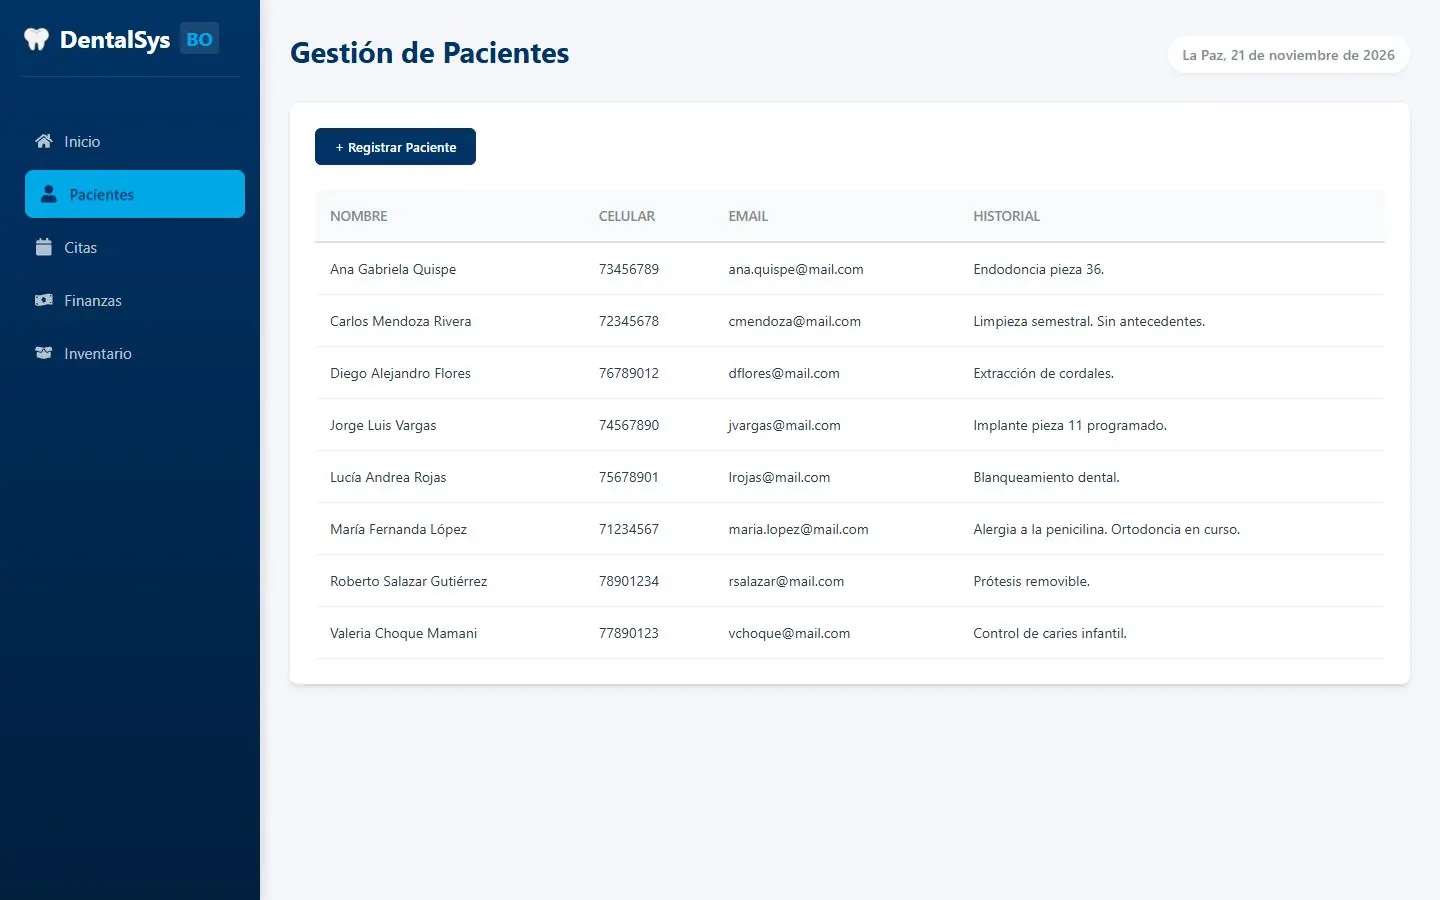 DentalSys BO
Gestión de Pacientes
La Paz, 21 de noviembre de 2026
Inicio
Pacientes
Citas
Finanzas
Inventario
+ Registrar Paciente
NOMBRE CELULAR EMAIL HISTORIAL
Ana Gabriela Quispe 73456789 ana.quispe@mail.com Endodoncia pieza 36.
Carlos Mendoza Rivera 72345678 cmendoza@mail.com Limpieza semestral. Sin antecedentes.
Diego Alejandro Flores 76789012 dflores@mail.com Extracción de cordales.
Jorge Luis Vargas 74567890 jvargas@mail.com Implante pieza 11 programado.
Lucía Andrea Rojas 75678901 lrojas@mail.com Blanqueamiento dental.
María Fernanda López 71234567 maria.lopez@mail.com Alergia a la penicilina. Ortodoncia en curso.
Roberto Salazar Gutiérrez 78901234 rsalazar@mail.com Prótesis removible.
Valeria Choque Mamani 77890123 vchoque@mail.com Control de caries infantil.